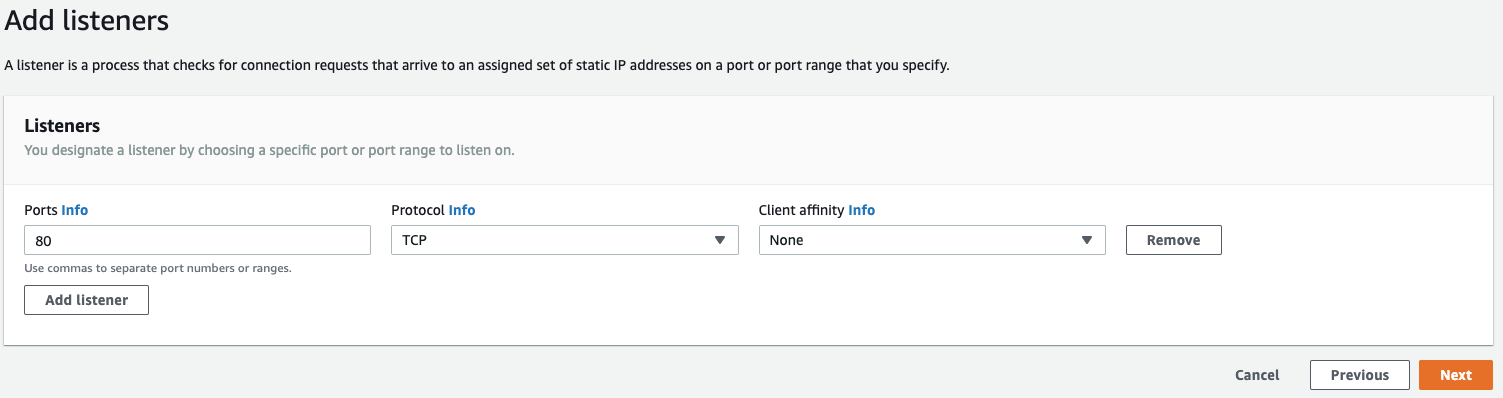 Add listeners
A listener is a process that checks for connection requests that arrive to an assigned set of static IP addresses on a port or port range that you specify.
Listeners
You designate a listener by choosing a specific port or port range to listen on.
Ports Info Protocol Info Client affinity Info
80 TCP None Remove
Use commas to separate port numbers or ranges.
Add listener
Cancel Previous Next